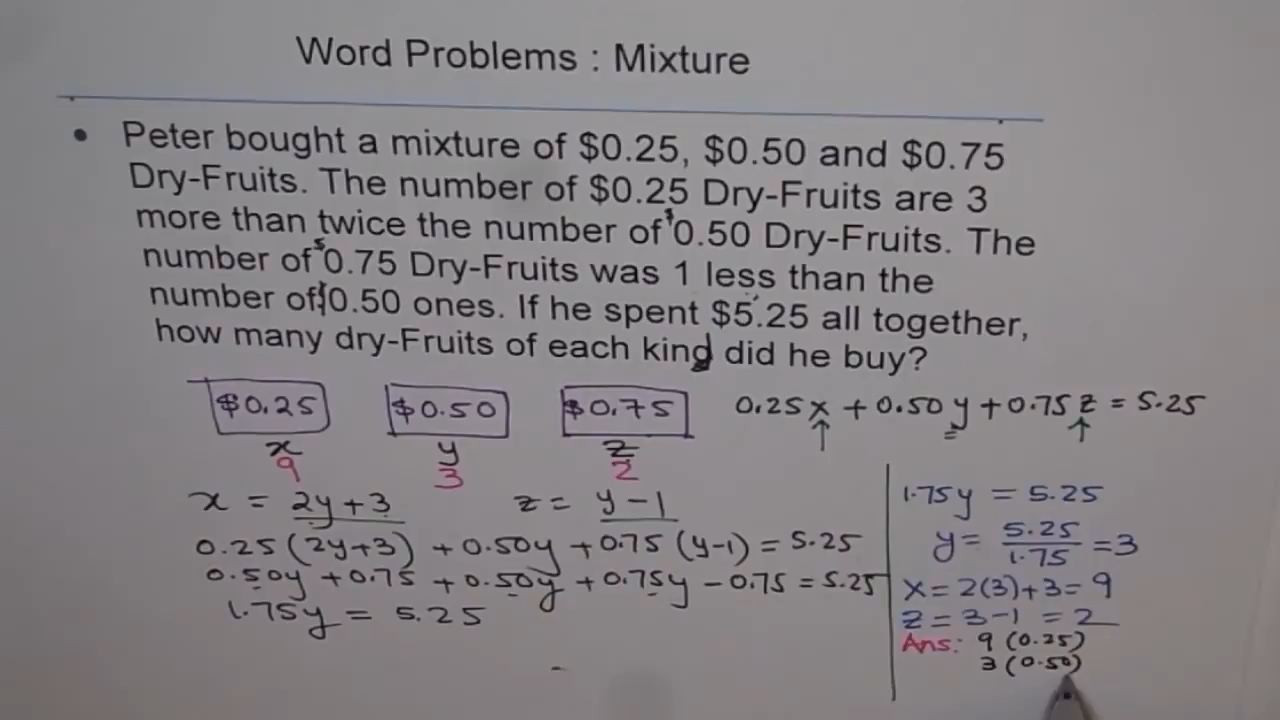 Word Problems : Mixture
• Peter bought a mixture of $0.25, $0.50 and $0.75
Dry-Fruits. The number of $0.25 Dry-Fruits are 3
more than twice the number of $0.50 Dry-Fruits. The
number of $0.75 Dry-Fruits was 1 less than the
number of $0.50 ones. If he spent $5.25 all together,
how many dry-Fruits of each kind did he buy?
$0.25 $0.50 $0.75 0.25x + 0.50y + 0.75z = 5.25
x y z
9 3 2
x = 2y+3 z = y-1
0.25(2y+3) + 0.50y + 0.75(y-1) = 5.25
0.50y + 0.75 + 0.50y + 0.75y - 0.75 = 5.25
1.75y = 5.25
1.75y = 5.25
y = 5.25/1.75 = 3
x = 2(3)+3 = 9
z = 3-1 = 2
Ans: 9 (0.25)
3 (0.50)